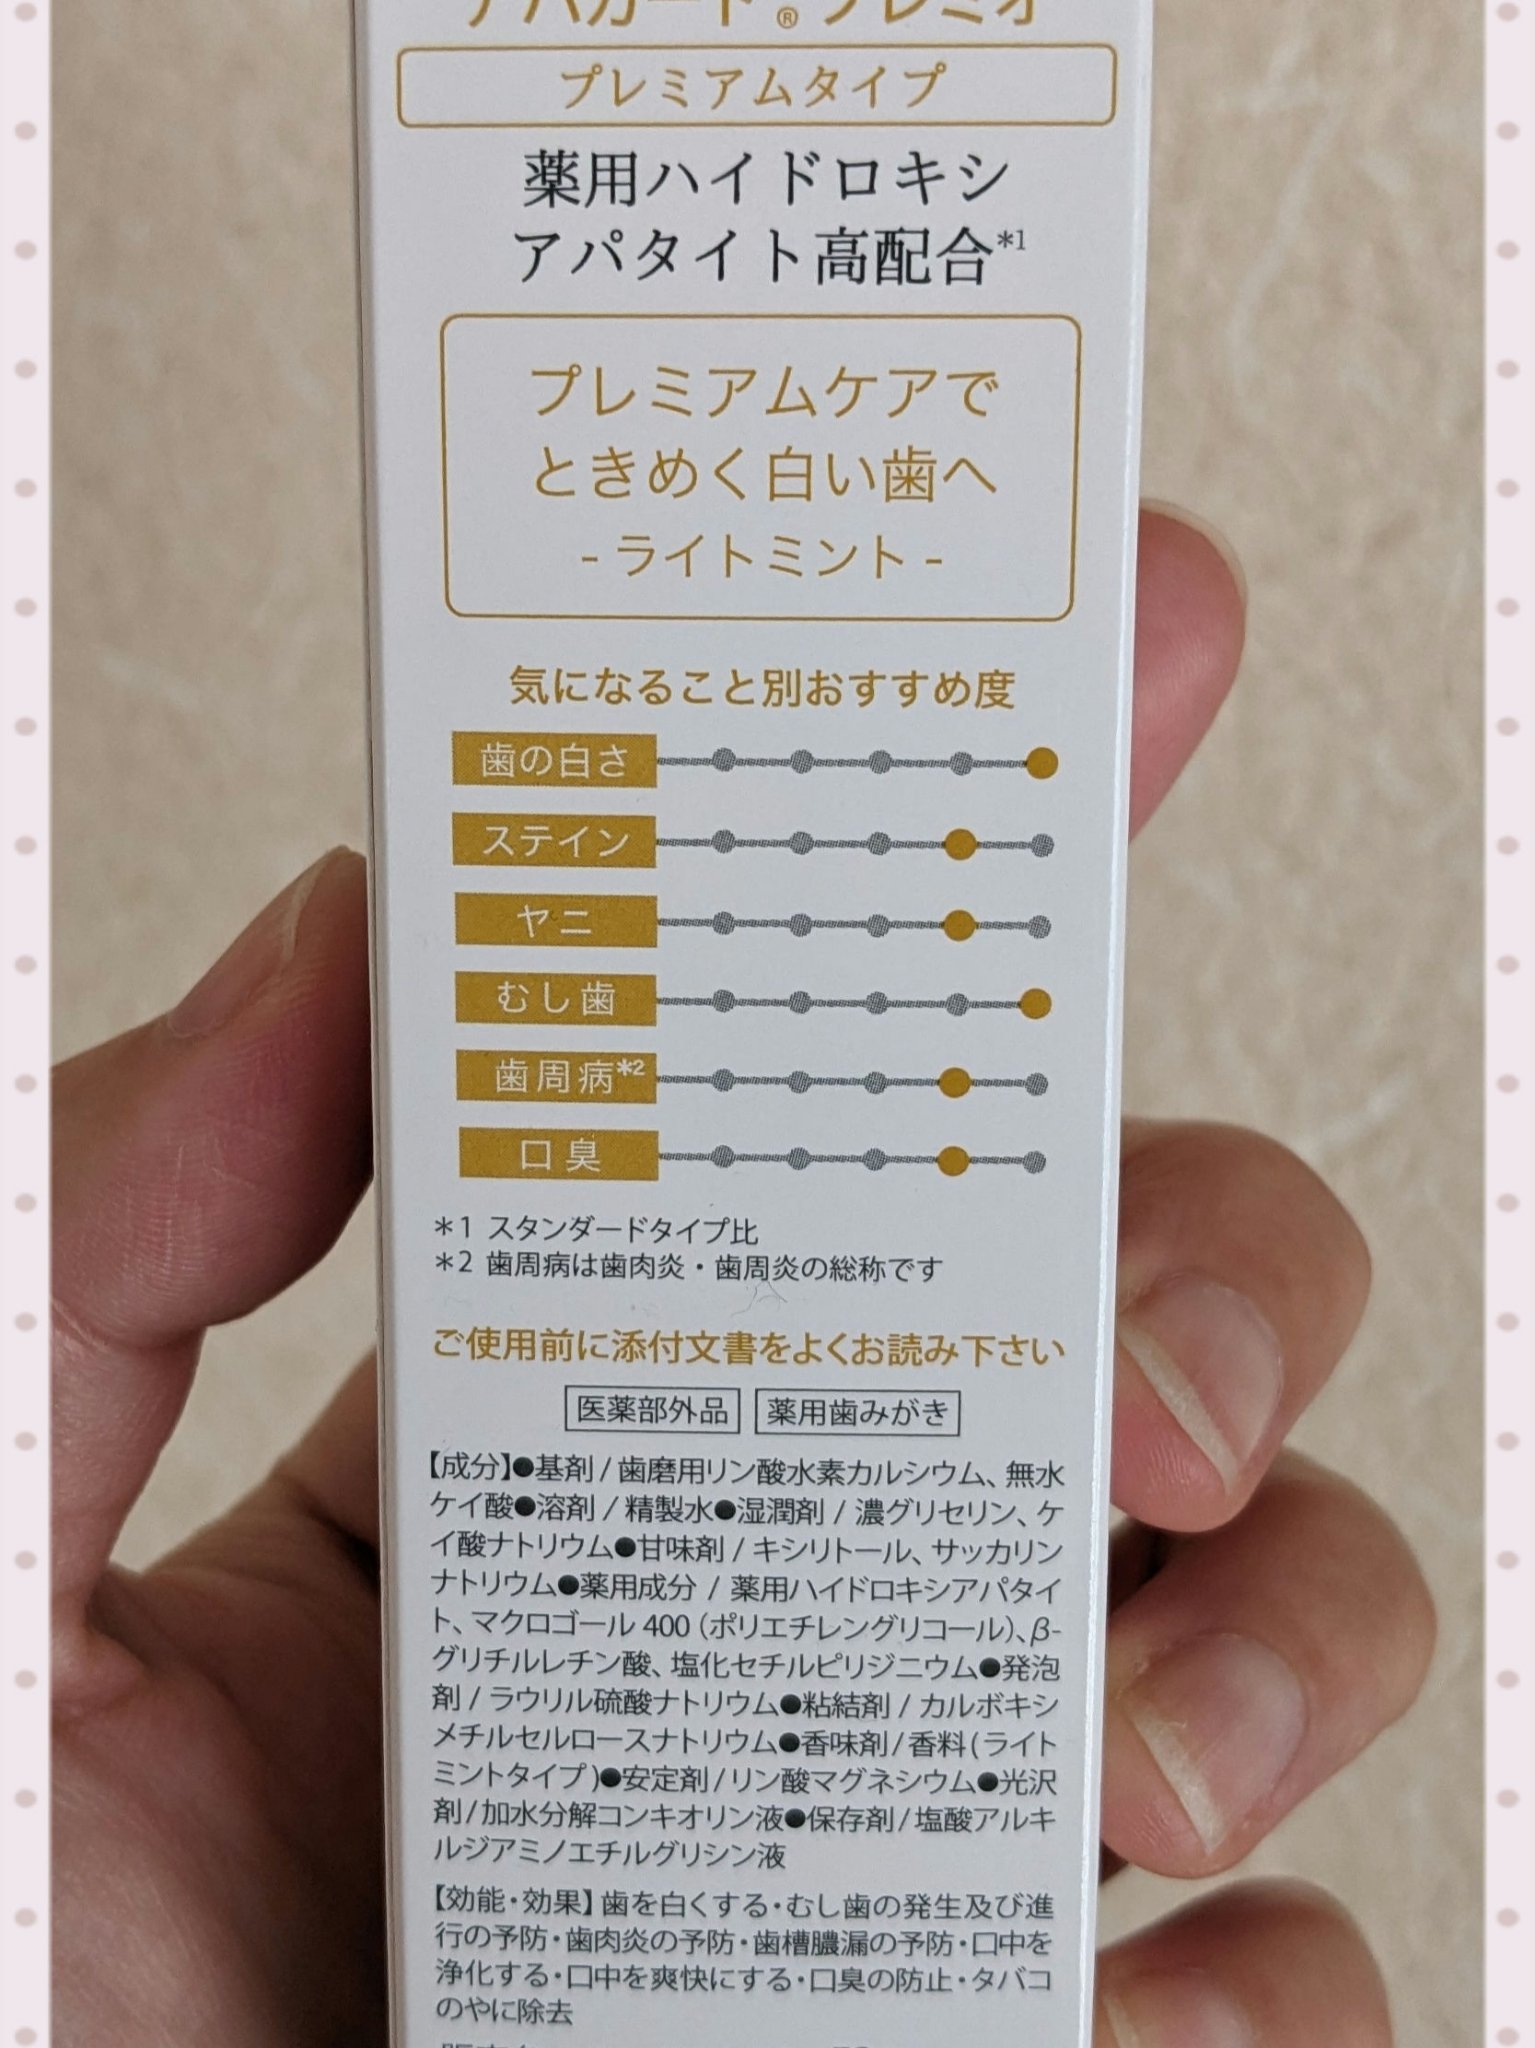 アパガード®プレミオ
プレミアムタイプ
薬用ハイドロキシ
アパタイト高配合*1
プレミアムケアで
ときめく白い歯へ
- ライトミント -
気になること別おすすめ度
歯の白さ
ステイン
ヤニ
むし歯
歯周病*2
口臭
*1 スタンダードタイプ比
*2 歯周病は歯肉炎・歯周炎の総称です
ご使用前に添付文書をよくお読み下さい
医薬部外品 薬用歯みがき
【成分】●基剤/歯磨用リン酸水素カルシウム、無水
ケイ酸●溶剤/精製水●湿潤剤/濃グリセリン、ケ
イ酸ナトリウム●甘味剤/キシリトール、サッカリン
ナトリウム●薬用成分/薬用ハイドロキシアパタイ
ト、マクロゴール400(ポリエチレングリコール)、β-
グリチルレチン酸、塩化セチルピリジニウム●発泡
剤/ラウリル硫酸ナトリウム●粘結剤/カルボキシ
メチルセルロースナトリウム●香味剤/香料(ライト
ミントタイプ)●安定剤/リン酸マグネシウム●光沢
剤/加水分解コンキオリン液●保存剤/塩酸アルキ
ルジアミノエチルグリシン液
【効能・効果】歯を白くする・むし歯の発生及び進
行の予防・歯肉炎の予防・歯槽膿漏の予防・口中を
浄化する・口中を爽快にする・口臭の防止・タバコ
のやに除去